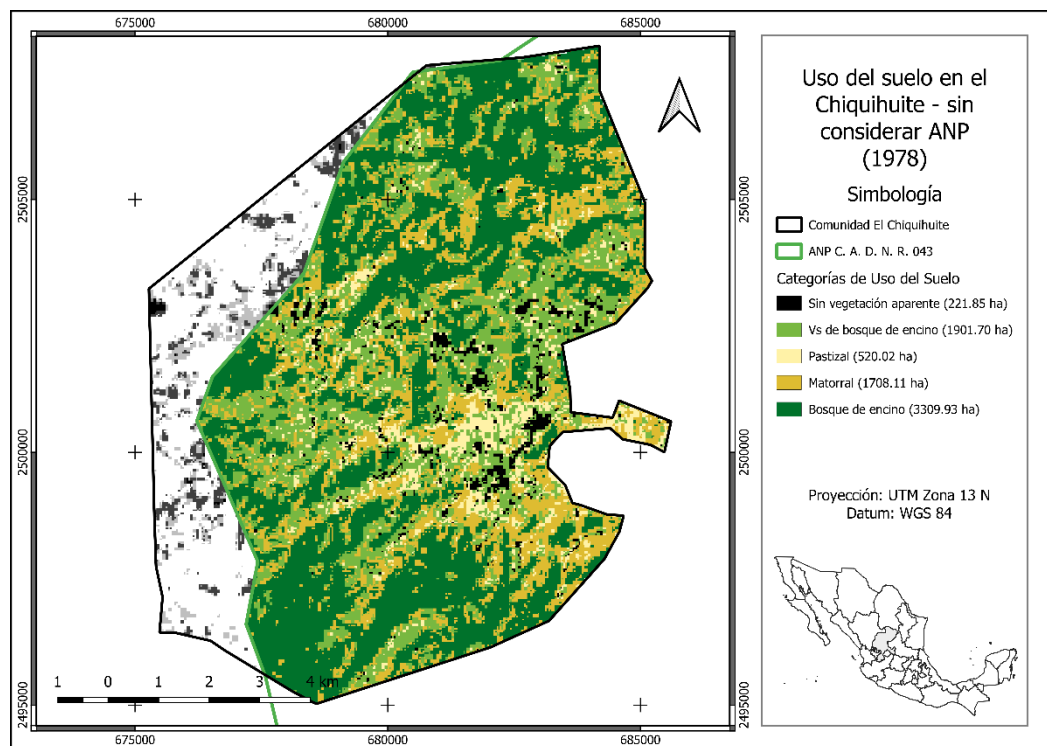 675000
680000
685000
2505000
2500000
2495000
2505000
2500000
2495000
1 0 1 2 3 4 km
675000
680000
685000
Uso del suelo en el
Chiquihuite - sin
considerar ANP
(1978)
Simbología
Comunidad El Chiquihuite
ANP C. A. D. N. R. 043
Categorías de Uso del Suelo
Sin vegetación aparente (221.85 ha)
Vs de bosque de encino (1901.70 ha)
Pastizal (520.02 ha)
Matorral (1708.11 ha)
Bosque de encino (3309.93 ha)
Proyección: UTM Zona 13 N
Datum: WGS 84